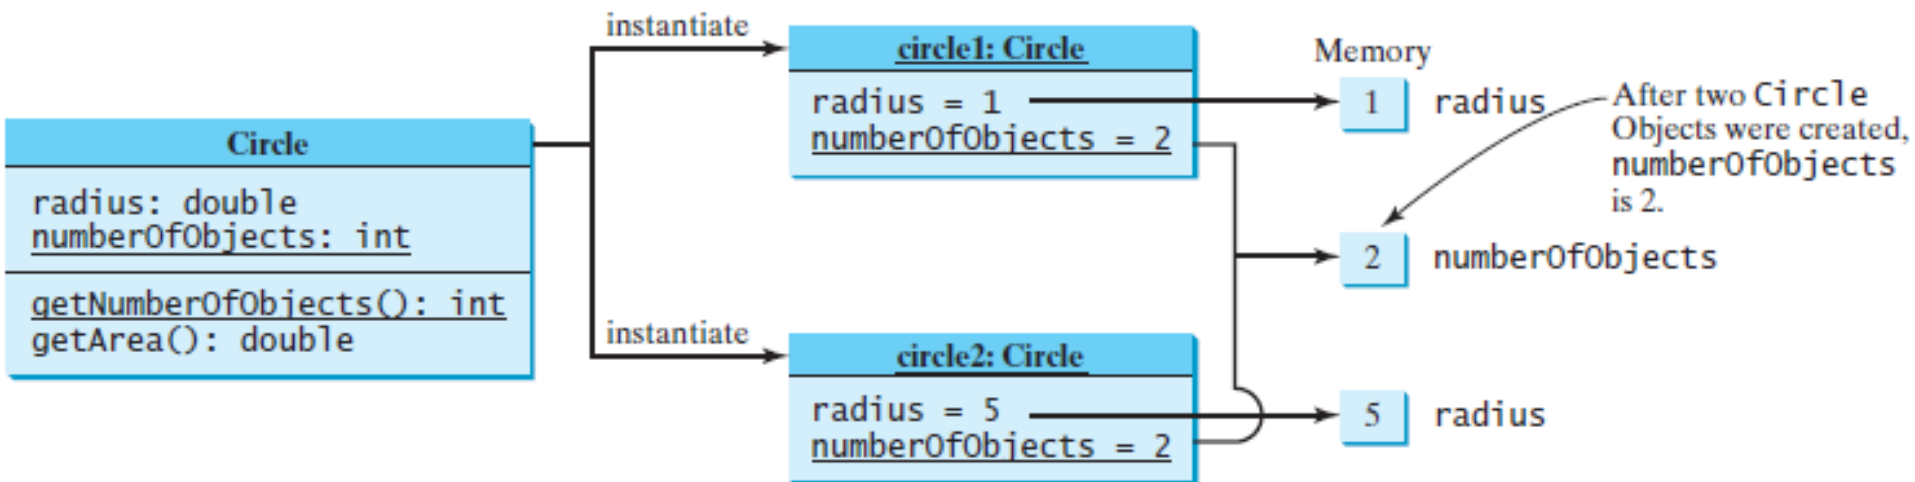 Circle
radius: double
numberOfObjects: int
getNumberOfObjects(): int
getArea(): double
instantiate
circle1: Circle
radius = 1
numberOfObjects = 2
instantiate
circle2: Circle
radius = 5
numberOfObjects = 2
Memory
1 radius
2 numberOfObjects
5 radius
After two Circle
Objects were created,
numberOfObjects
is 2.